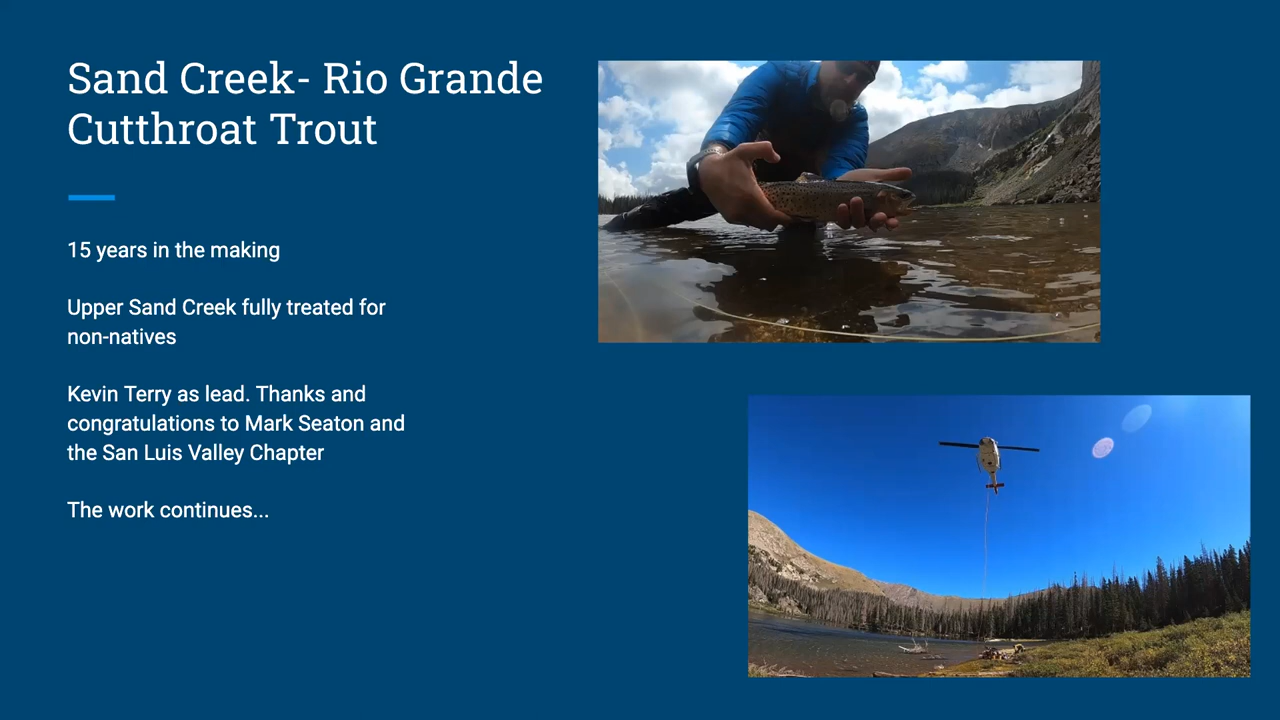 Sand Creek- Rio Grande
Cutthroat Trout
15 years in the making
Upper Sand Creek fully treated for
non-natives
Kevin Terry as lead. Thanks and
congratulations to Mark Seaton and
the San Luis Valley Chapter
The work continues...